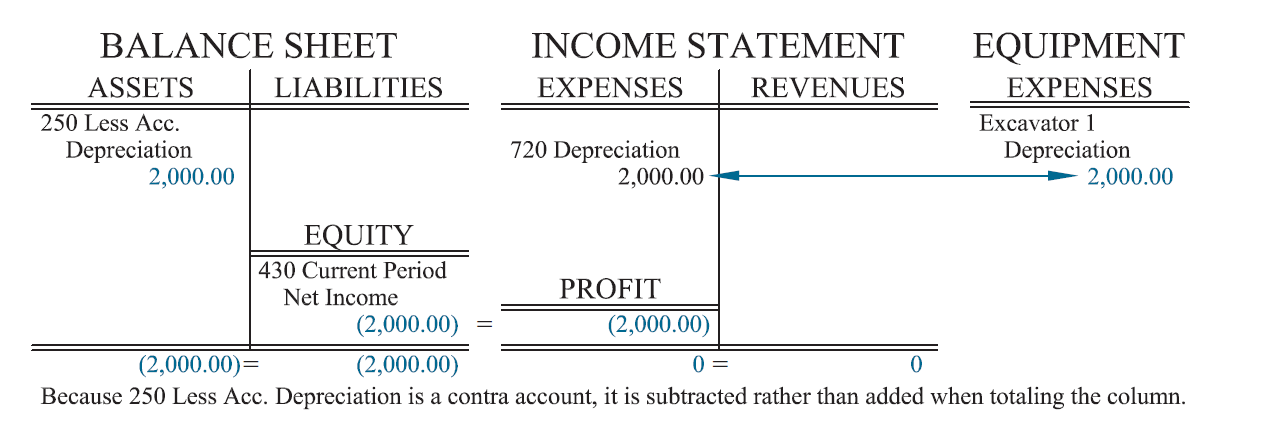 BALANCE SHEET INCOME STATEMENT EQUIPMENT
ASSETS LIABILITIES EXPENSES REVENUES EXPENSES
250 Less Acc. Excavator 1
Depreciation 720 Depreciation Depreciation
2,000.00 2,000.00 2,000.00
EQUITY
430 Current Period
Net Income PROFIT
(2,000.00) = (2,000.00)
(2,000.00)= (2,000.00) 0 = 0
Because 250 Less Acc. Depreciation is a contra account, it is subtracted rather than added when totaling the column.